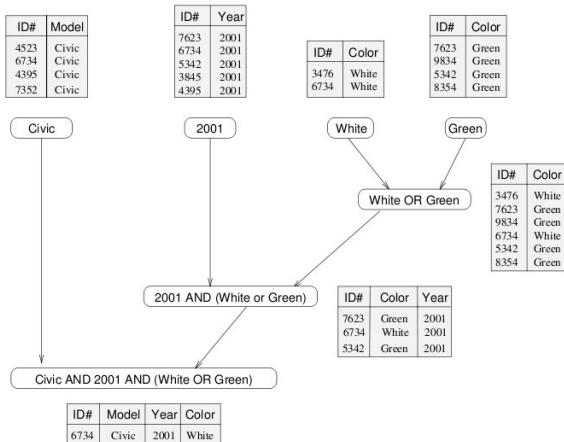 ID# Model
4523 Civic
6734 Civic
4395 Civic
7352 Civic
ID# Year
7623 2001
6734 2001
5342 2001
3845 2001
4395 2001
ID# Color
3476 White
6734 White
ID# Color
7623 Green
9834 Green
5342 Green
8354 Green
Civic
2001
White
Green
White OR Green
ID# Color
3476 White
7623 Green
9834 Green
6734 White
5342 Green
8354 Green
2001 AND (White or Green)
ID# Color Year
7623 Green 2001
6734 White 2001
5342 Green 2001
Civic AND 2001 AND (White OR Green)
ID# Model Year Color
6734 Civic 2001 White